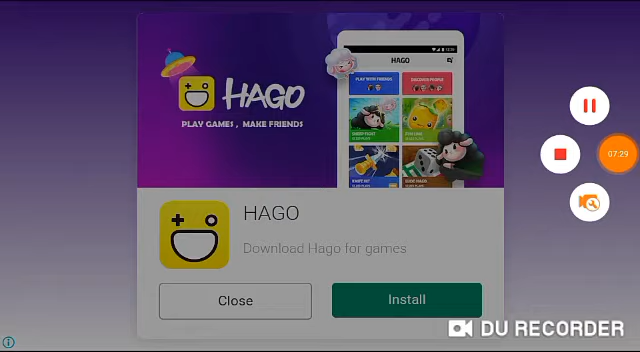 HAGO
PLAY GAMES, MAKE FRIENDS
HAGO
PLAY WITH FRIENDS
DISCOVER PEOPLE
HAGO
Download Hago for games
Close
Install
07:29
DU RECORDER